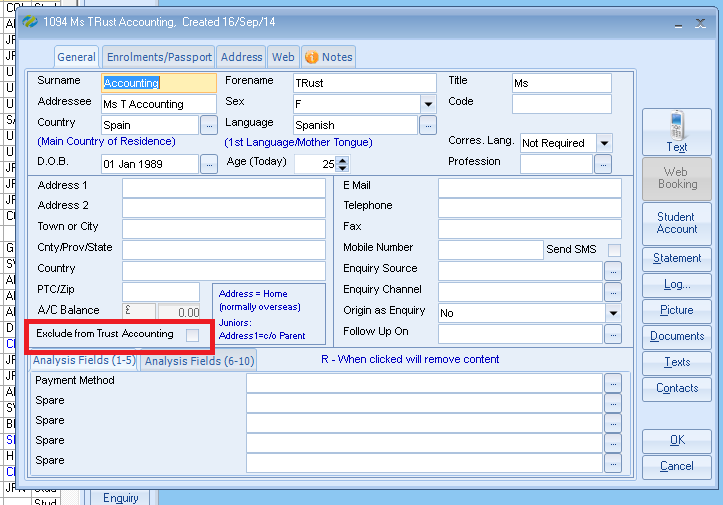 1094 Ms TRust Accounting, Created 16/Sep/14
General Enrolments/Passport Address Web Notes
Surname Accounting Forename TRust Title Ms
Addressee Ms T Accounting Sex F Code
Country Spain ... Language Spanish ...
(Main Country of Residence) (1st Language/Mother Tongue) Corres. Lang. Not Required
D.O.B. 01 Jan 1989 ... Age (Today) 25 Profession ...
Address 1 E Mail
Address 2 Telephone
Town or City Fax
Cnty/Prov/State Mobile Number Send SMS
Country Enquiry Source ...
PTC/Zip Enquiry Channel ...
A/C Balance £ 0.00 Origin as Enquiry No
Address = Home
(normally overseas)
Juniors:
Address1=c/o Parent
Exclude from Trust Accounting Follow Up On ...
Analysis Fields (1-5) Analysis Fields (6-10) R - When clicked will remove content
Payment Method ...
Spare ...
Spare ...
Spare ...
Spare ...
Text
Web
Booking
Student
Account
Statement
Log...
Picture
Documents
Texts
Contacts
OK
Cancel
Enquiry